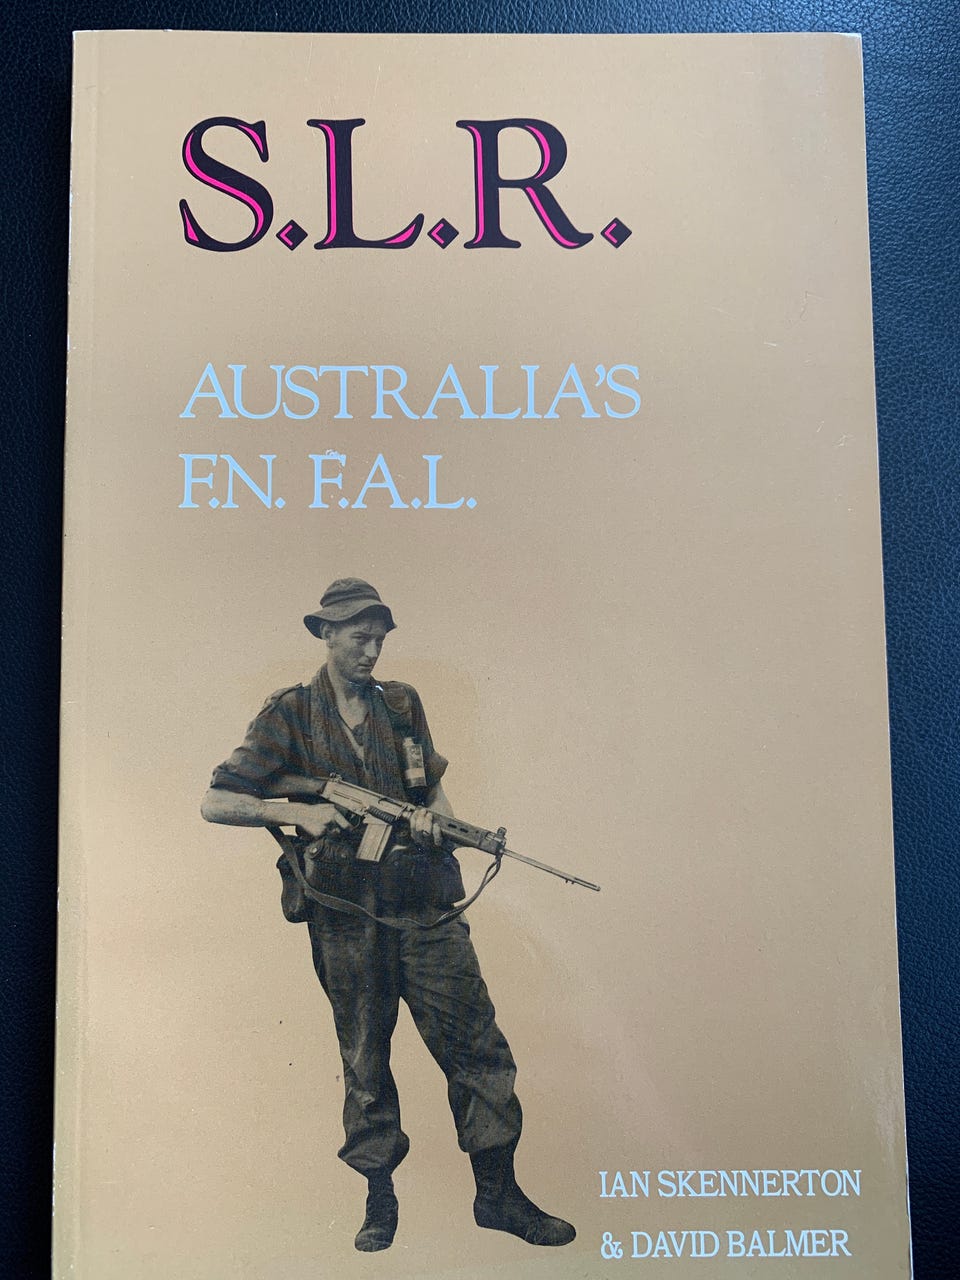 S.L.R.
AUSTRALIA'S
F.N. F.A.L.
IAN SKENNERTON
& DAVID BALMER